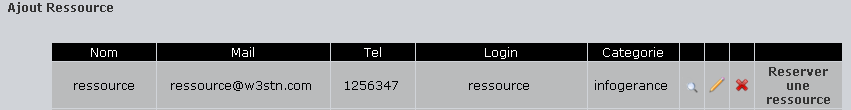 Ajout Ressource
Nom Mail Tel Login Categorie
ressource ressource@w3stn.com 1256347 ressource infogerance Reserver
une
ressource